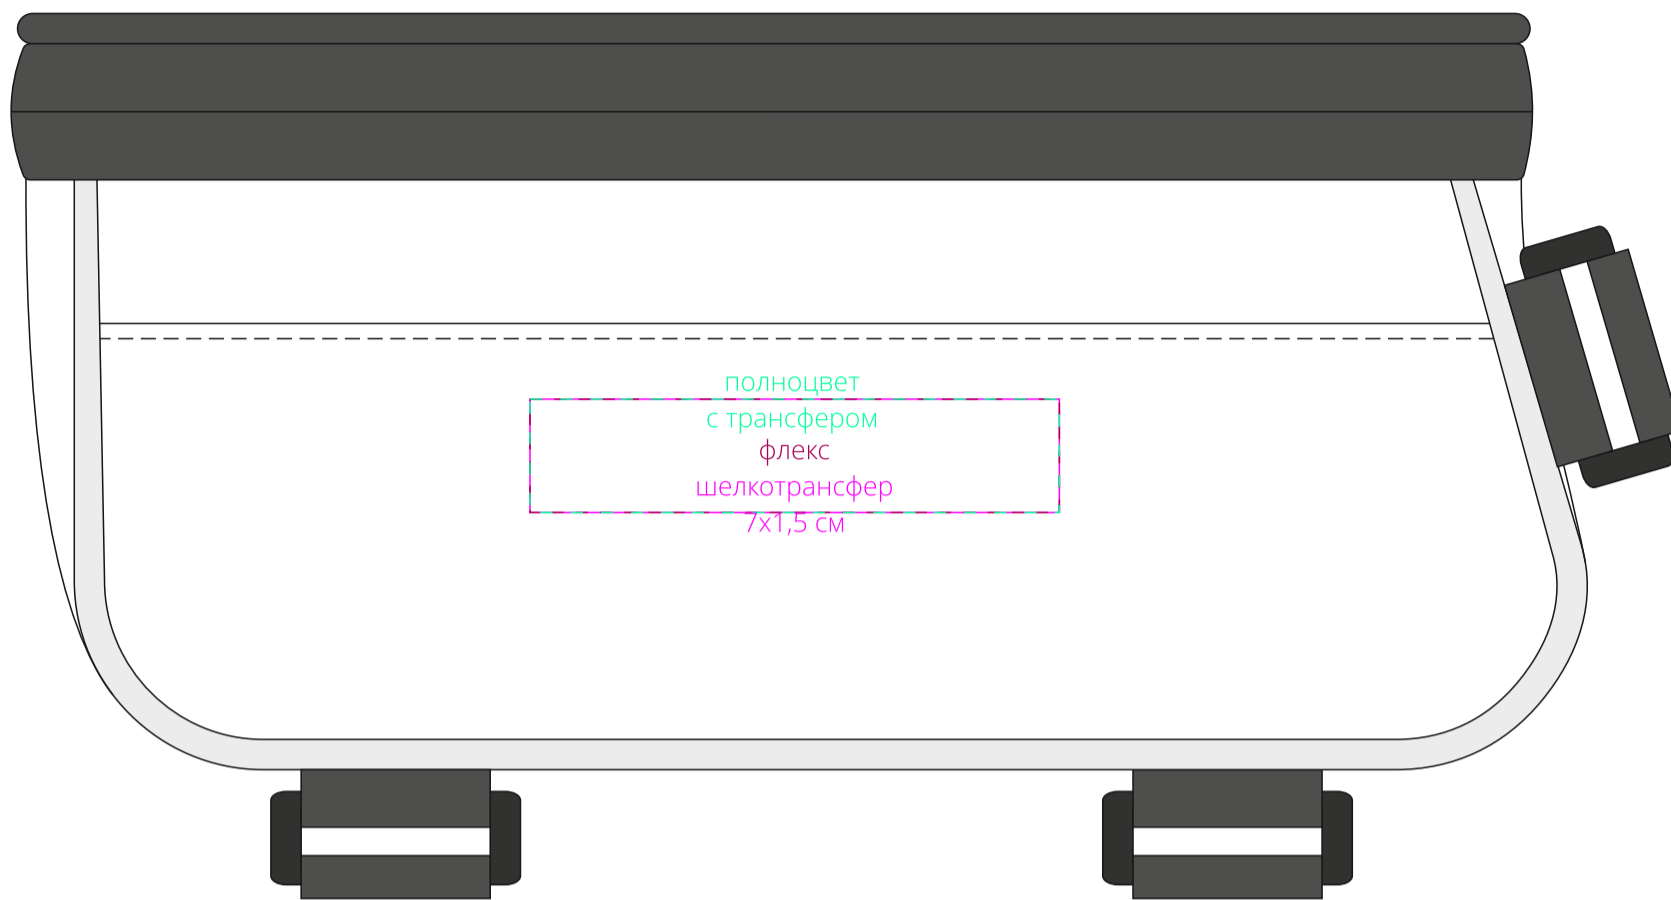 полноцвет
с трансфером
флекс
шелкотрансфер
7х1,5 см